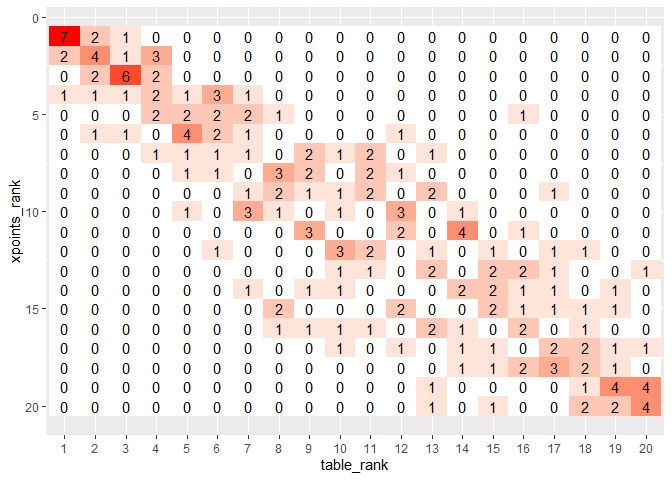 0
7 2 1 0 0 0 0 0 0 0 0 0 0 0 0 0 0 0 0 0
2 4 1 3 0 0 0 0 0 0 0 0 0 0 0 0 0 0 0 0
0 2 6 2 0 0 0 0 0 0 0 0 0 0 0 0 0 0 0 0
1 1 1 2 1 3 1 0 0 0 0 0 0 0 0 0 0 0 0 0
5 0 0 0 2 2 2 2 1 0 0 0 0 0 0 0 1 0 0 0 0
0 1 1 0 4 2 1 0 0 0 0 1 0 0 0 0 0 0 0 0
0 0 0 1 1 1 1 0 2 1 2 0 1 0 0 0 0 0 0 0
0 0 0 0 1 1 0 3 2 0 2 1 0 0 0 0 0 0 0 0
0 0 0 0 0 0 1 2 1 1 2 0 2 0 0 0 1 0 0 0
10 0 0 0 0 1 0 3 1 0 1 0 3 0 1 0 0 0 0 0 0
0 0 0 0 0 0 0 0 3 0 0 2 0 4 0 1 0 0 0 0
0 0 0 0 0 1 0 0 0 3 2 0 1 0 1 0 1 1 0 0
0 0 0 0 0 0 0 0 0 1 1 0 2 0 2 2 1 0 0 1
0 0 0 0 0 0 1 0 1 1 0 0 0 2 2 1 1 0 1 0
15 0 0 0 0 0 0 0 2 0 0 0 2 0 0 2 1 1 1 1 0
0 0 0 0 0 0 0 1 1 1 1 0 2 1 0 2 0 1 0 0
0 0 0 0 0 0 0 0 0 1 0 1 0 1 1 0 2 2 1 1
0 0 0 0 0 0 0 0 0 0 0 0 0 1 1 2 3 2 1 0
0 0 0 0 0 0 0 0 0 0 0 0 1 0 0 0 0 1 4 4
20 0 0 0 0 0 0 0 0 0 0 0 0 1 0 1 0 0 2 2 4
1 2 3 4 5 6 7 8 9 10 11 12 13 14 15 16 17 18 19 20
table_rank
xpoints_rank